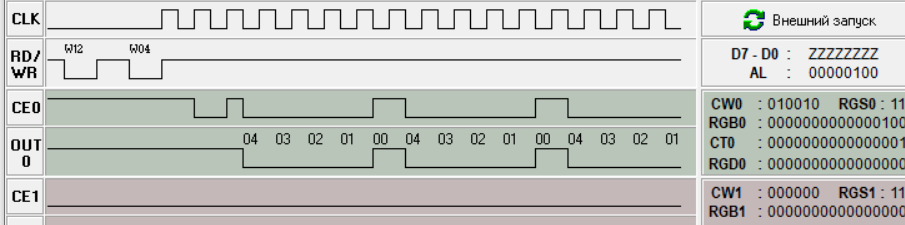 CLK
Внешний запуск
RD/
WR
W12 W04
D7 - D0 : ZZZZZZZZ
AL : 00000100
CE0
CW0 : 010010 RGS0 : 11
RGB0 : 0000000000000100
CT0 : 0000000000000001
RGD0 : 0000000000000000
OUT
0
04 03 02 01 00 04 03 02 01 00 04 03 02 01
CE1
CW1 : 000000 RGS1 : 11
RGB1 : 0000000000000000